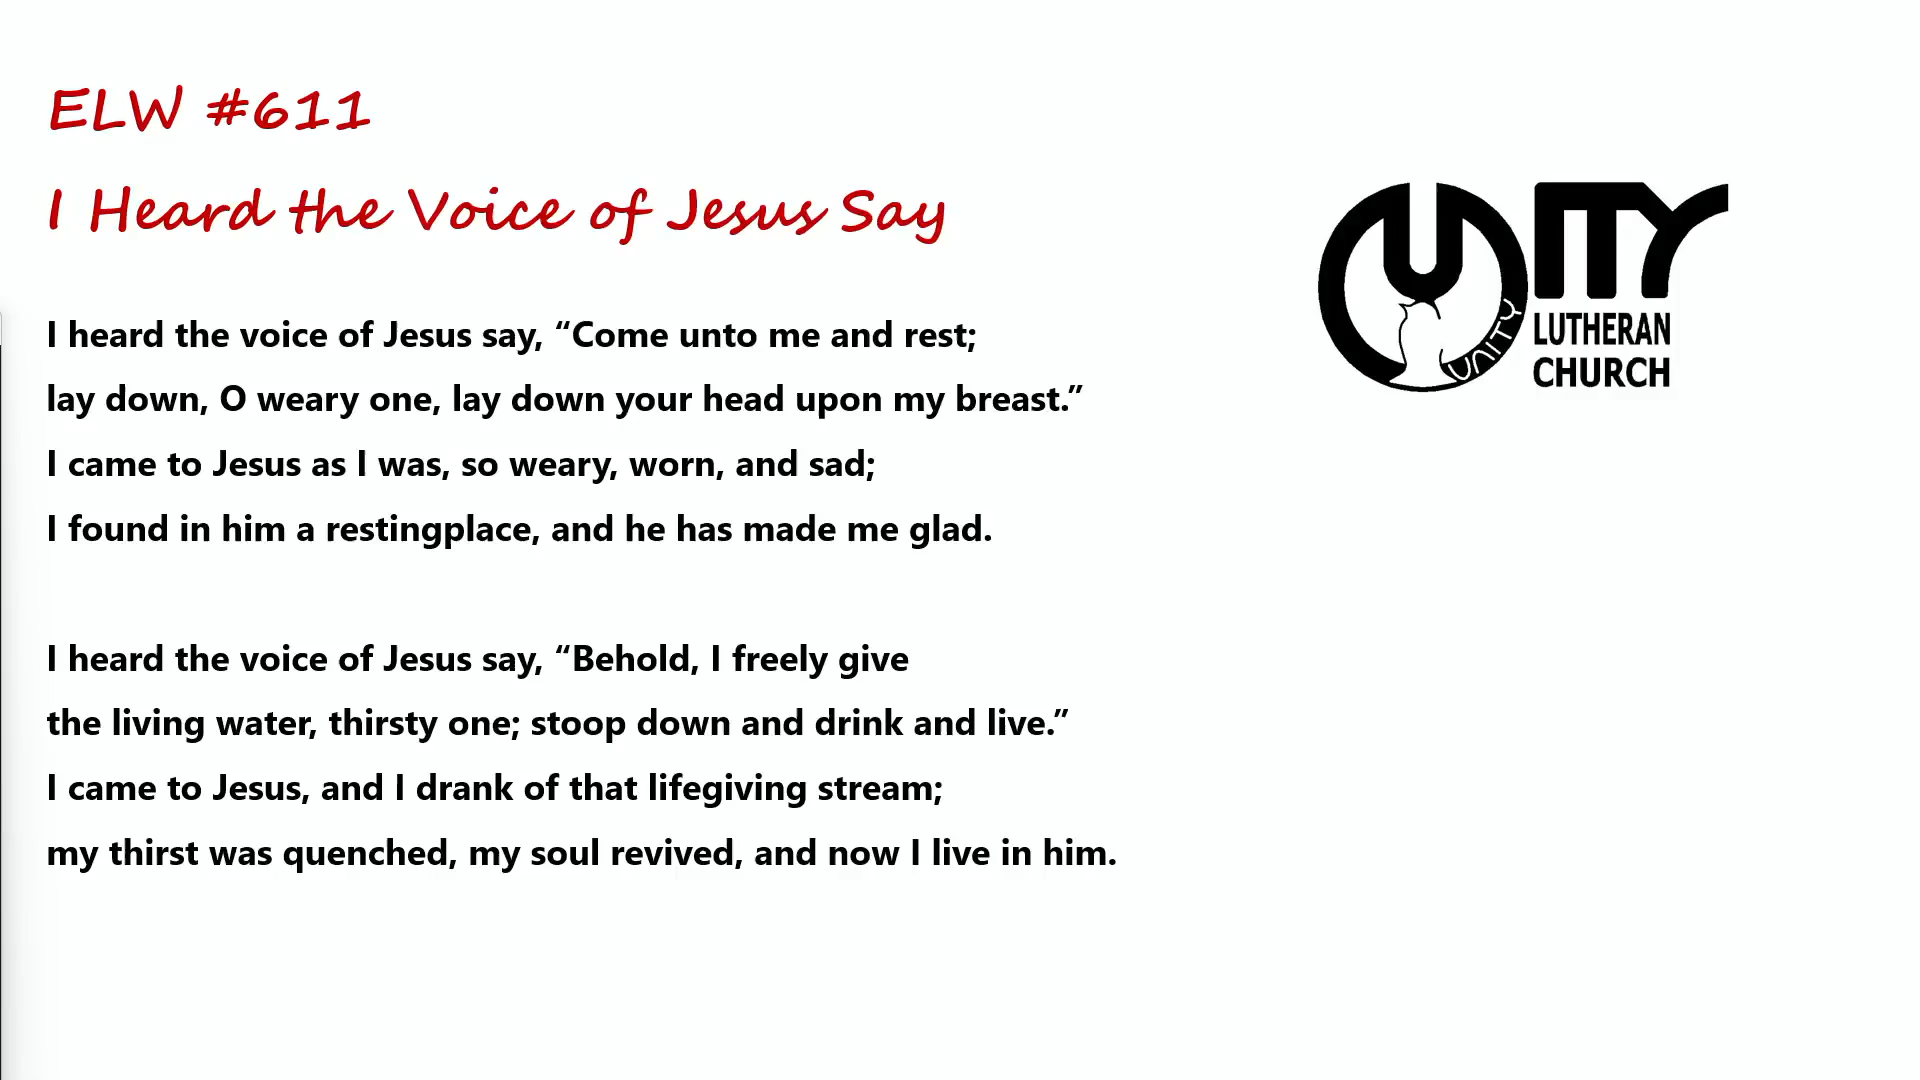 ELW #611
I Heard the Voice of Jesus Say
I heard the voice of Jesus say, “Come unto me and rest;
lay down, O weary one, lay down your head upon my breast.”
I came to Jesus as I was, so weary, worn, and sad;
I found in him a restingplace, and he has made me glad.
I heard the voice of Jesus say, “Behold, I freely give
the living water, thirsty one; stoop down and drink and live.”
I came to Jesus, and I drank of that lifegiving stream;
my thirst was quenched, my soul revived, and now I live in him.
UNITY
UNITY
LUTHERAN
CHURCH